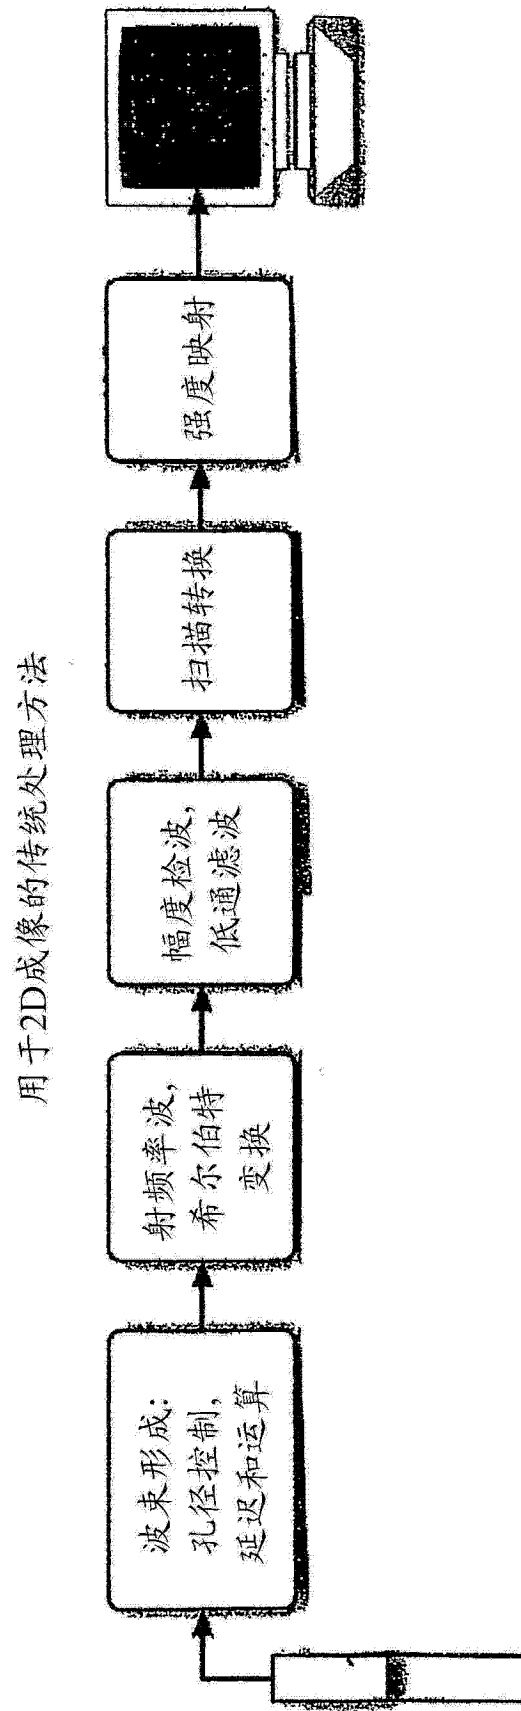 用于2D成像的传统处理方法
波束形成:
孔径控制,
延迟和运算
射频率波,
希尔伯特
变换
幅度检波,
低通滤波
扫描转换
强度映射